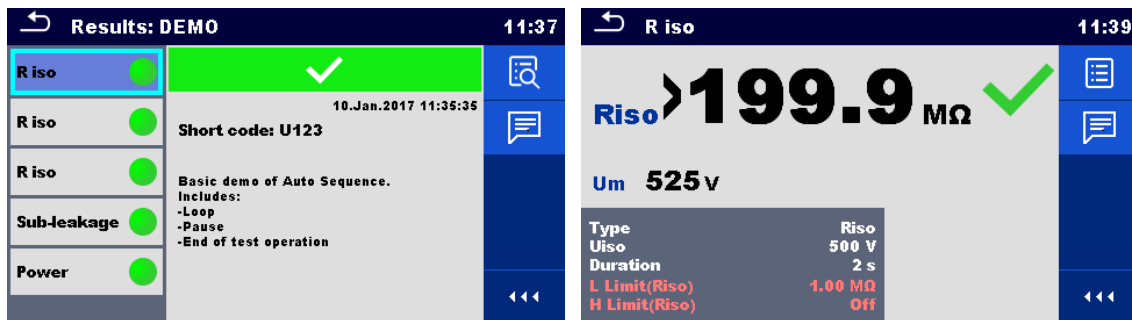 Results: DEMO 11:37
R iso
R iso
R iso
Sub-leakage
Power
10.Jan.2017 11:35:35
Short code: U123
Basic demo of Auto Sequence.
Includes:
-Loop
-Pause
-End of test operation
R iso 11:39
Riso >199.9 MΩ
Um 525 V
Type Riso
Uiso 500 V
Duration 2 s
L Limit(Riso) 1.00 MΩ
H Limit(Riso) Off